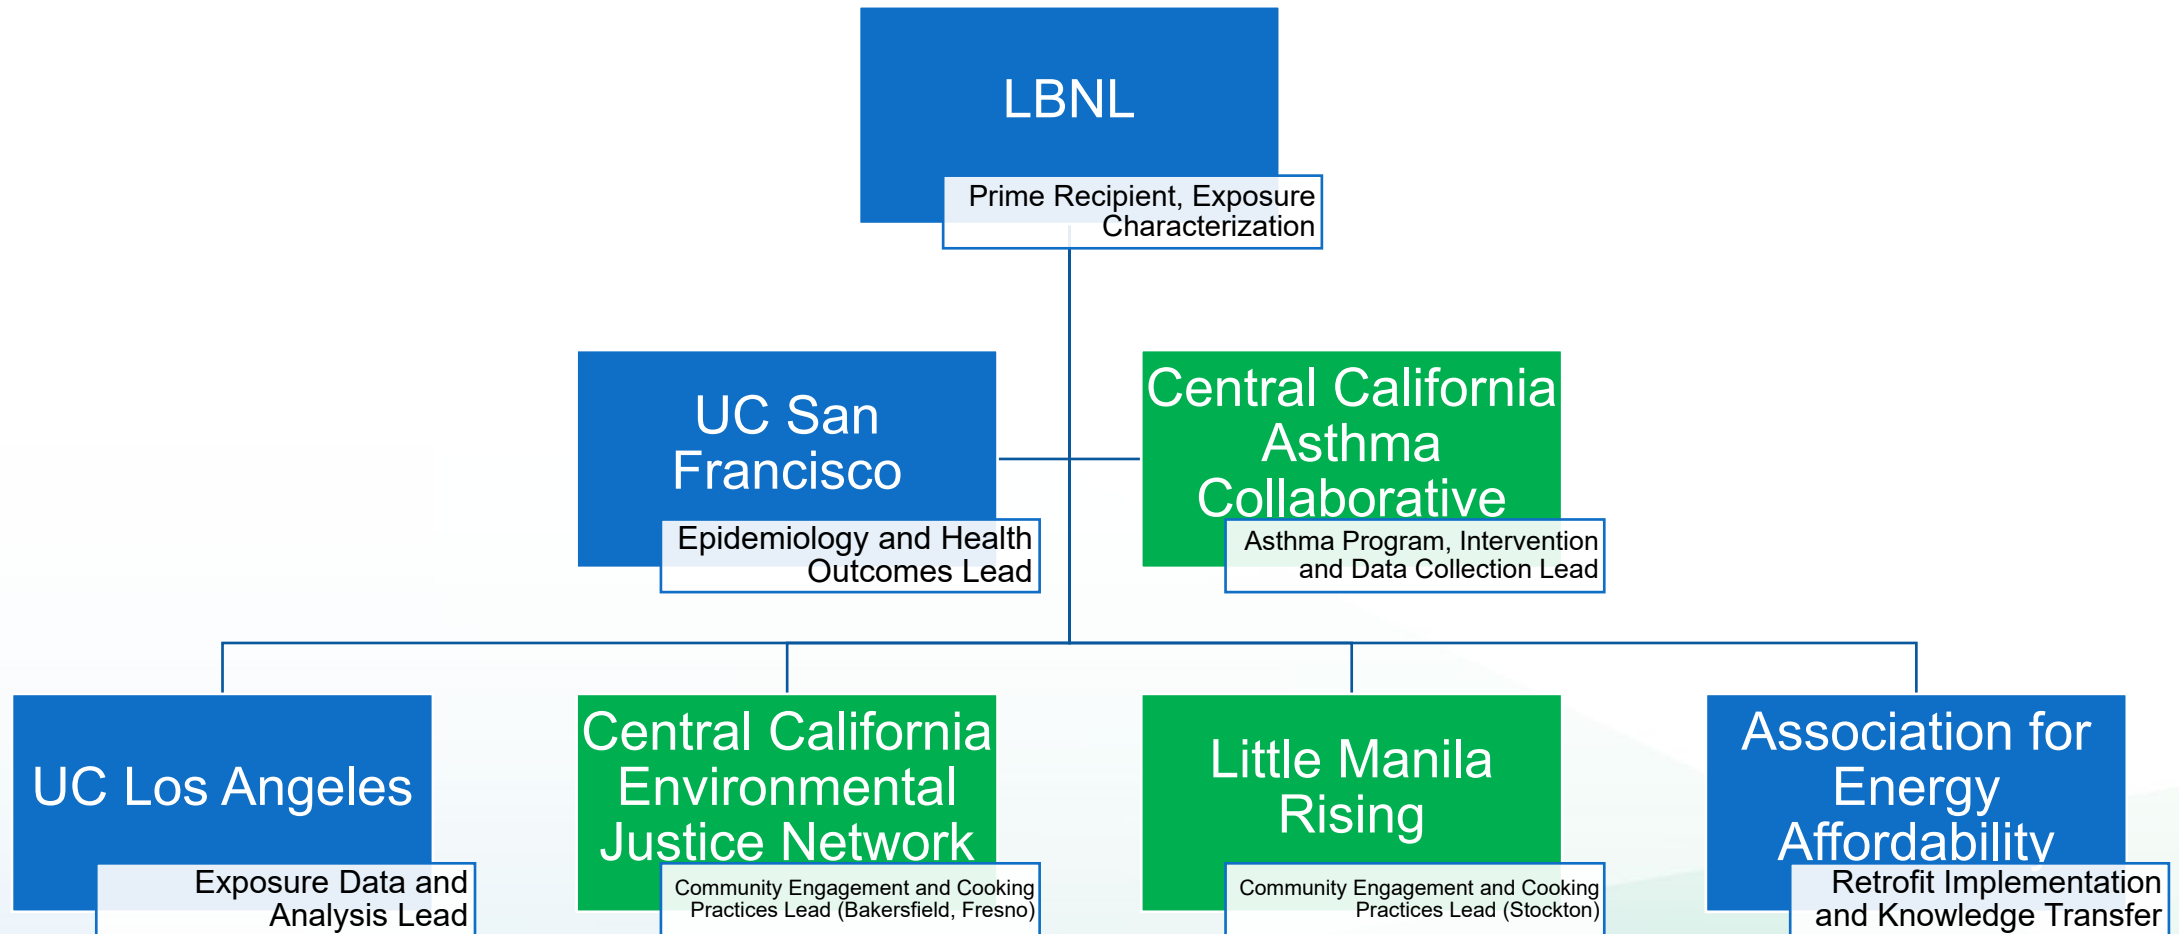 LBNL
Prime Recipient, Exposure
Characterization
UC San
Francisco
Epidemiology and Health
Outcomes Lead
Central California
Asthma
Collaborative
Asthma Program, Intervention
and Data Collection Lead
UC Los Angeles
Exposure Data and
Analysis Lead
Central California
Environmental
Justice Network
Community Engagement and Cooking
Practices Lead (Bakersfield, Fresno)
Little Manila
Rising
Community Engagement and Cooking
Practices Lead (Stockton)
Association for
Energy
Affordability
Retrofit Implementation
and Knowledge Transfer